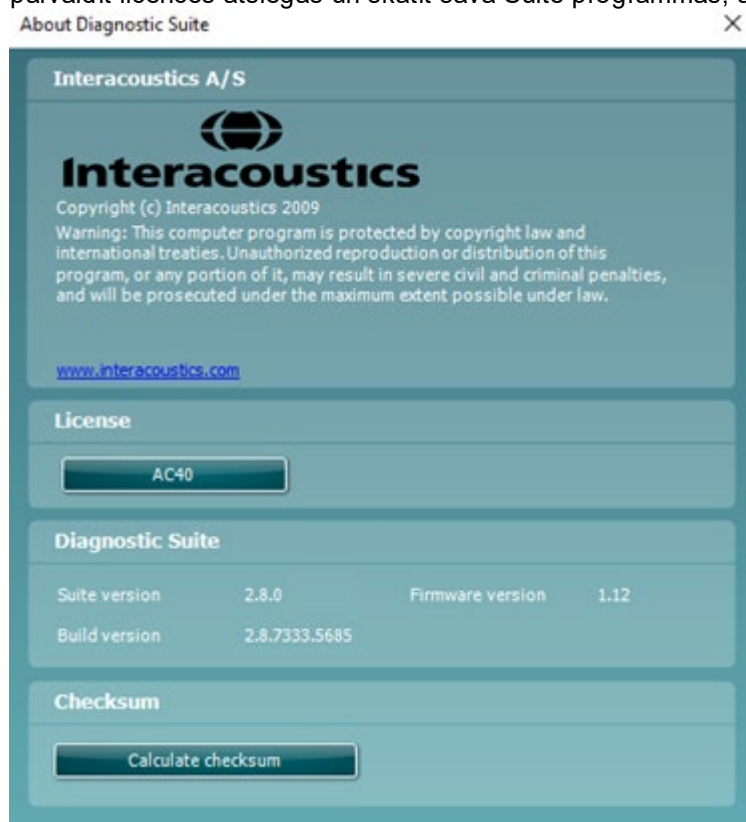 pārvaldīt licences atslēgas un skatīt savā Suite programmas,
About Diagnostic Suite
Interacoustics A/S
Interacoustics
Copyright (c) Interacoustics 2009
Warning: This computer program is protected by copyright law and
international treaties. Unauthorized reproduction or distribution of this
program, or any portion of it, may result in severe civil and criminal penalties,
and will be prosecuted under the maximum extent possible under law.
www.interacoustics.com
License
AC40
Diagnostic Suite
Suite version 2.8.0 Firmware version 1.12
Build version 2.8.7333.5685
Checksum
Calculate checksum